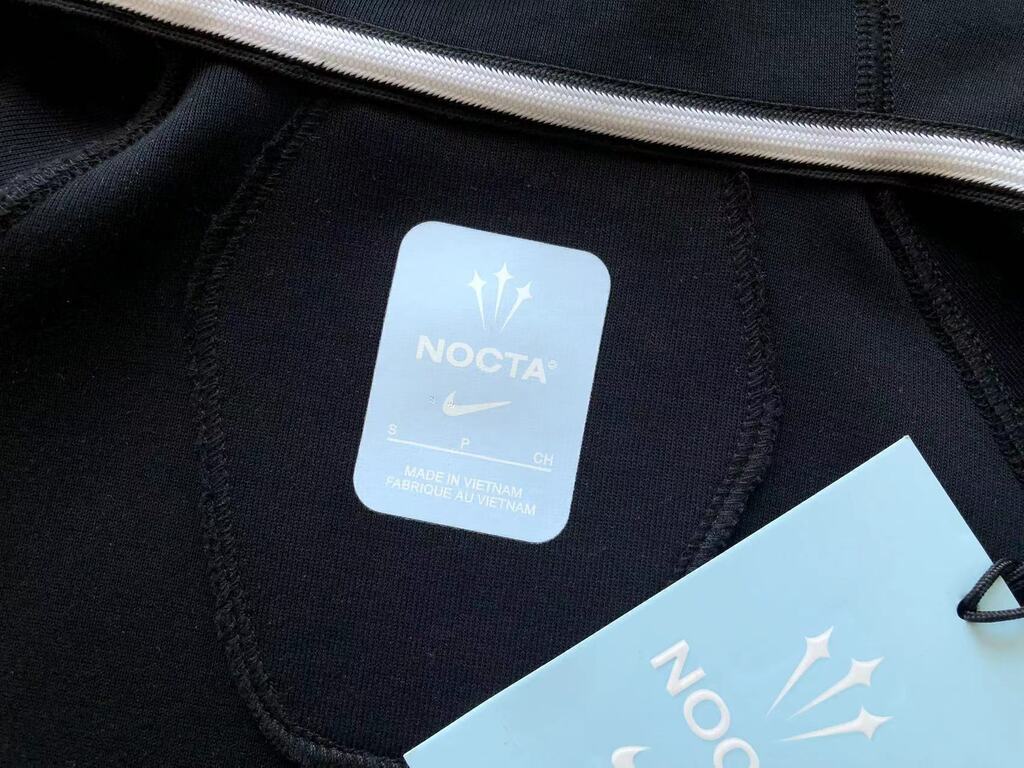 NOCTA®
S P CH
MADE IN VIETNAM
FABRIQUE AU VIETNAM
NOC